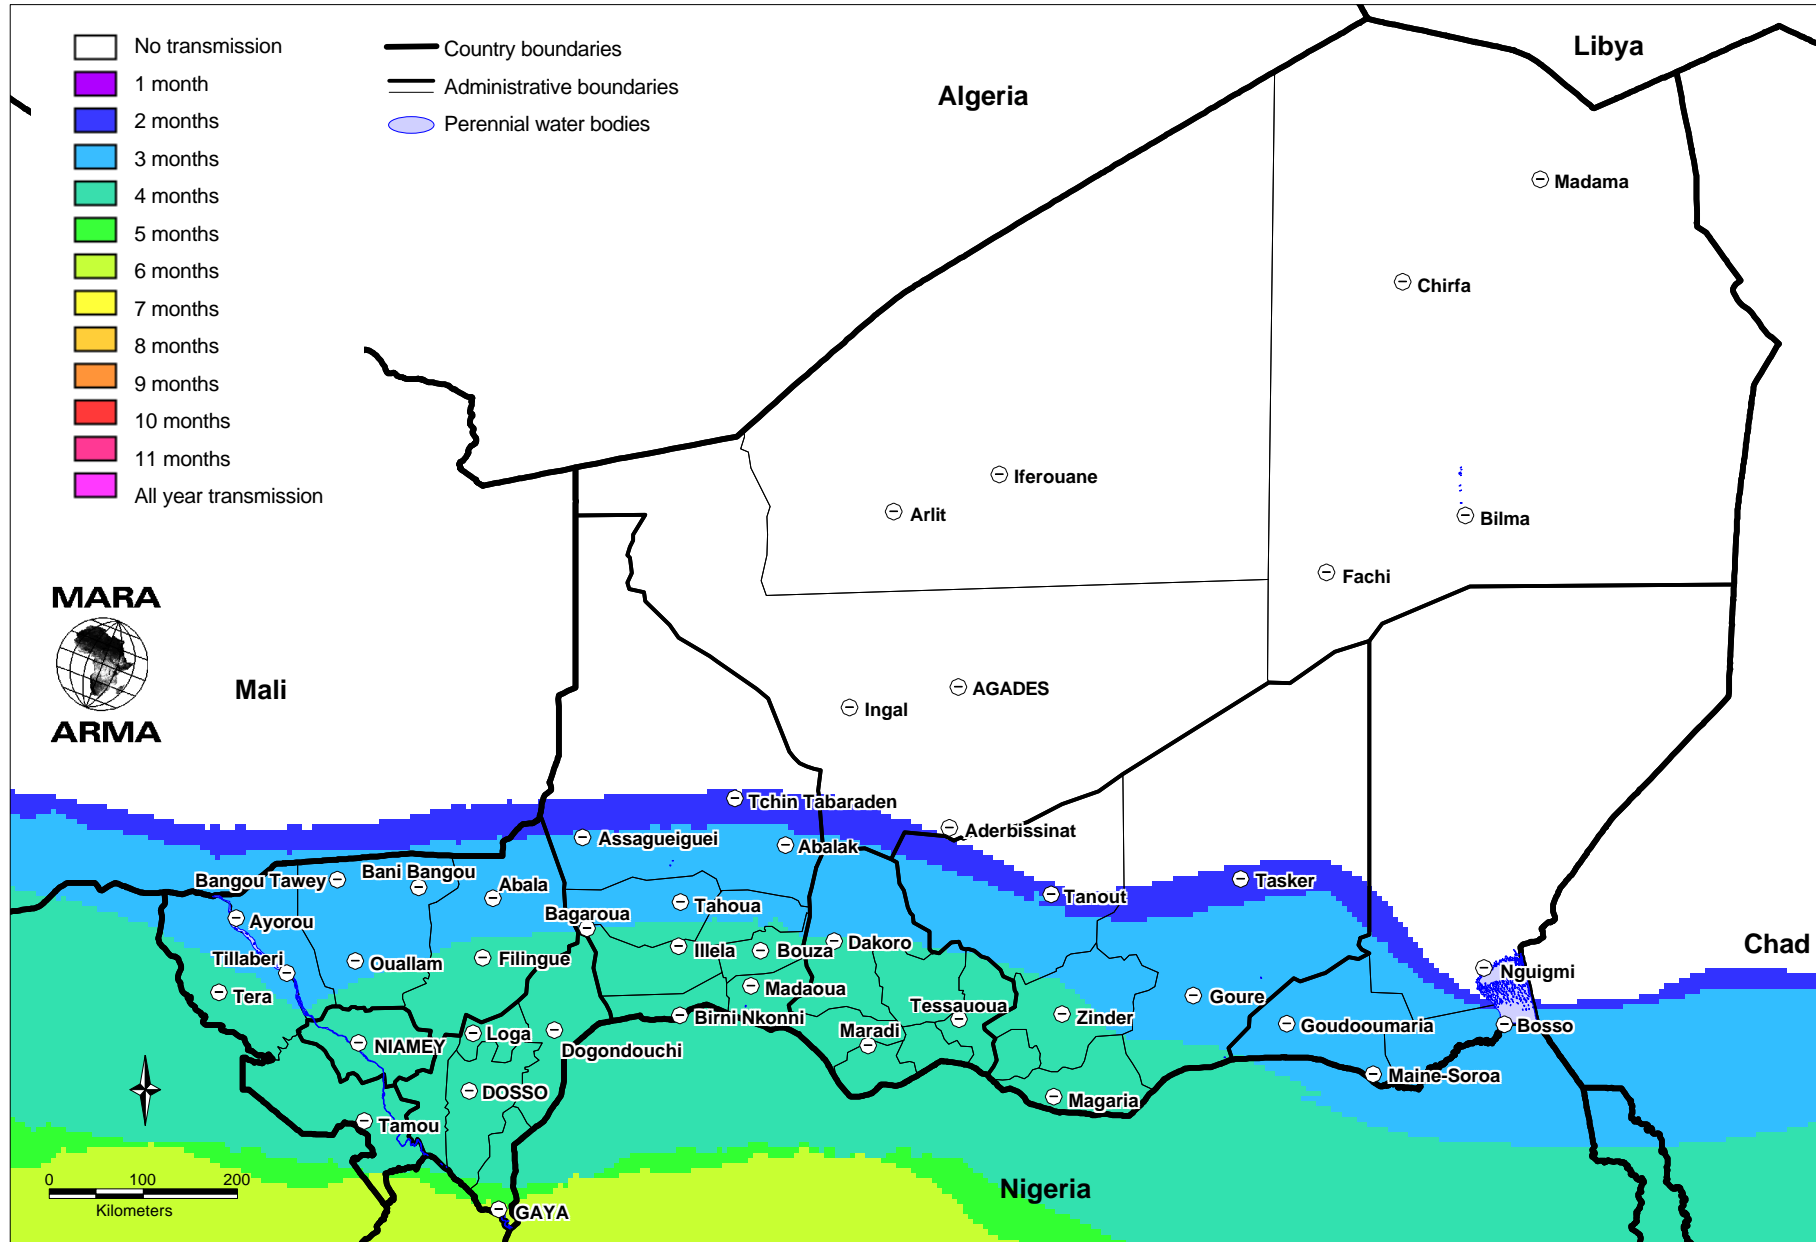 No transmission
1 month
2 months
3 months
4 months
5 months
6 months
7 months
8 months
9 months
10 months
11 months
All year transmission
Country boundaries
Administrative boundaries
Perennial water bodies
Libya
Algeria
Madama
Chirfa
Iferouane
Arlit
Bilma
Fachi
MARA
ARMA
Mali
AGADES
Ingal
Tchin Tabaraden
Aderbissinat
Assagueiguei
Abalak
Bangou Tawey
Bani Bangou
Abala
Tahoua
Tanout
Tasker
Ayorou
Bagaroua
Tillaberi
Ouallam
Filingue
Illela
Bouza
Dakoro
Chad
Nguigmi
Tera
Madaoua
Goure
Birni Nkonni
Tessauoua
Zinder
Goudooumaria
Bosso
NIAMEY
Loga
Dogondouchi
Maradi
Maine-Soroa
DOSSO
Magaria
Tamou
Nigeria
GAYA
0 100 200
Kilometers